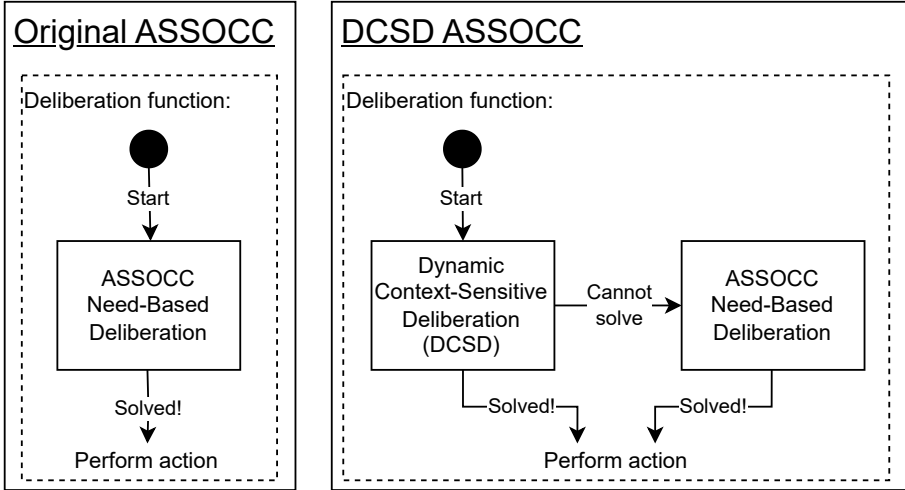 Original ASSOCC
Deliberation function:
Start
ASSOCC
Need-Based
Deliberation
Solved!
Perform action
DCSD ASSOCC
Deliberation function:
Start
Dynamic
Context-Sensitive
Deliberation
(DCSD)
Cannot
solve
ASSOCC
Need-Based
Deliberation
Solved!
Solved!
Perform action